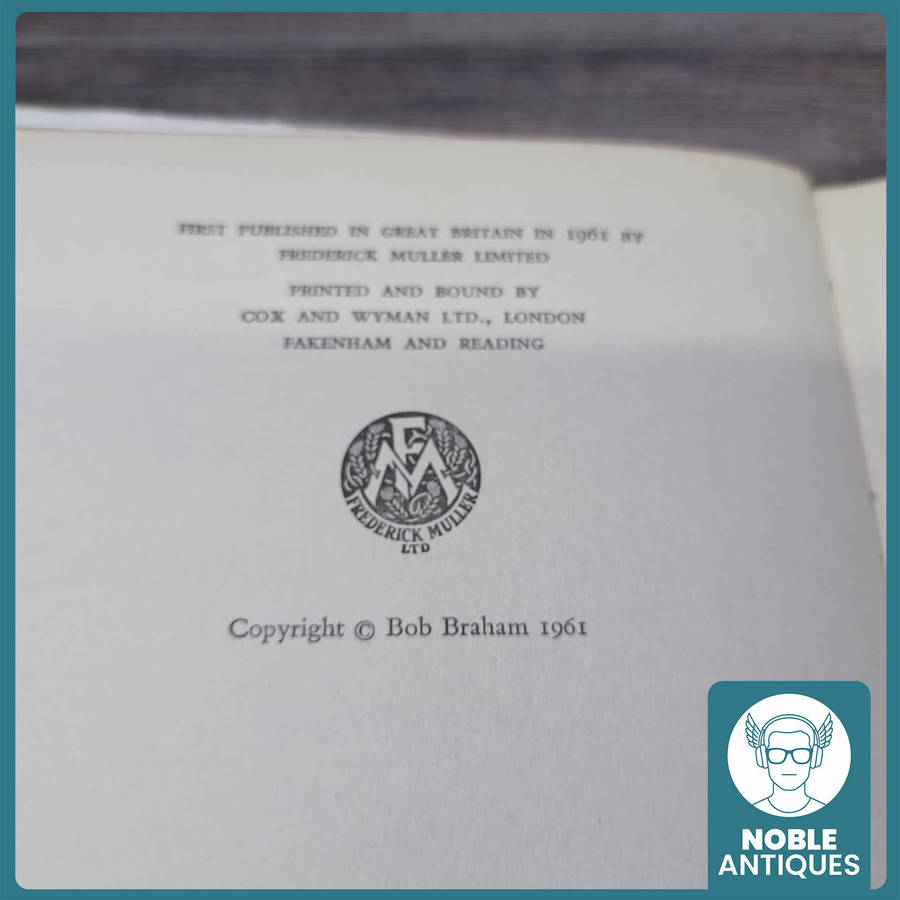 FIRST PUBLISHED IN GREAT BRITAIN IN 1961 BY
FREDERICK MULLER LIMITED
PRINTED AND BOUND BY
COX AND WYMAN LTD., LONDON
FAKENHAM AND READING
FM
FREDERICK MULLER
LTD
Copyright © Bob Braham 1961
NOBLE
ANTIQUES